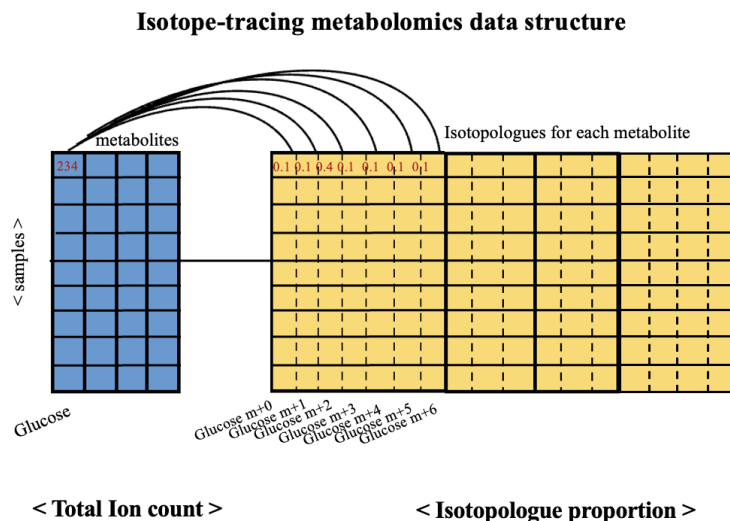 Isotope-tracing metabolomics data structure
metabolites
Isotopologues for each metabolite
234
0.1 0.1 0.4 0.1 0.1 0.1 0.1
< samples >
Glucose
Glucose m+0
Glucose m+1
Glucose m+2
Glucose m+3
Glucose m+4
Glucose m+5
Glucose m+6
< Total Ion count >
< Isotopologue proportion >